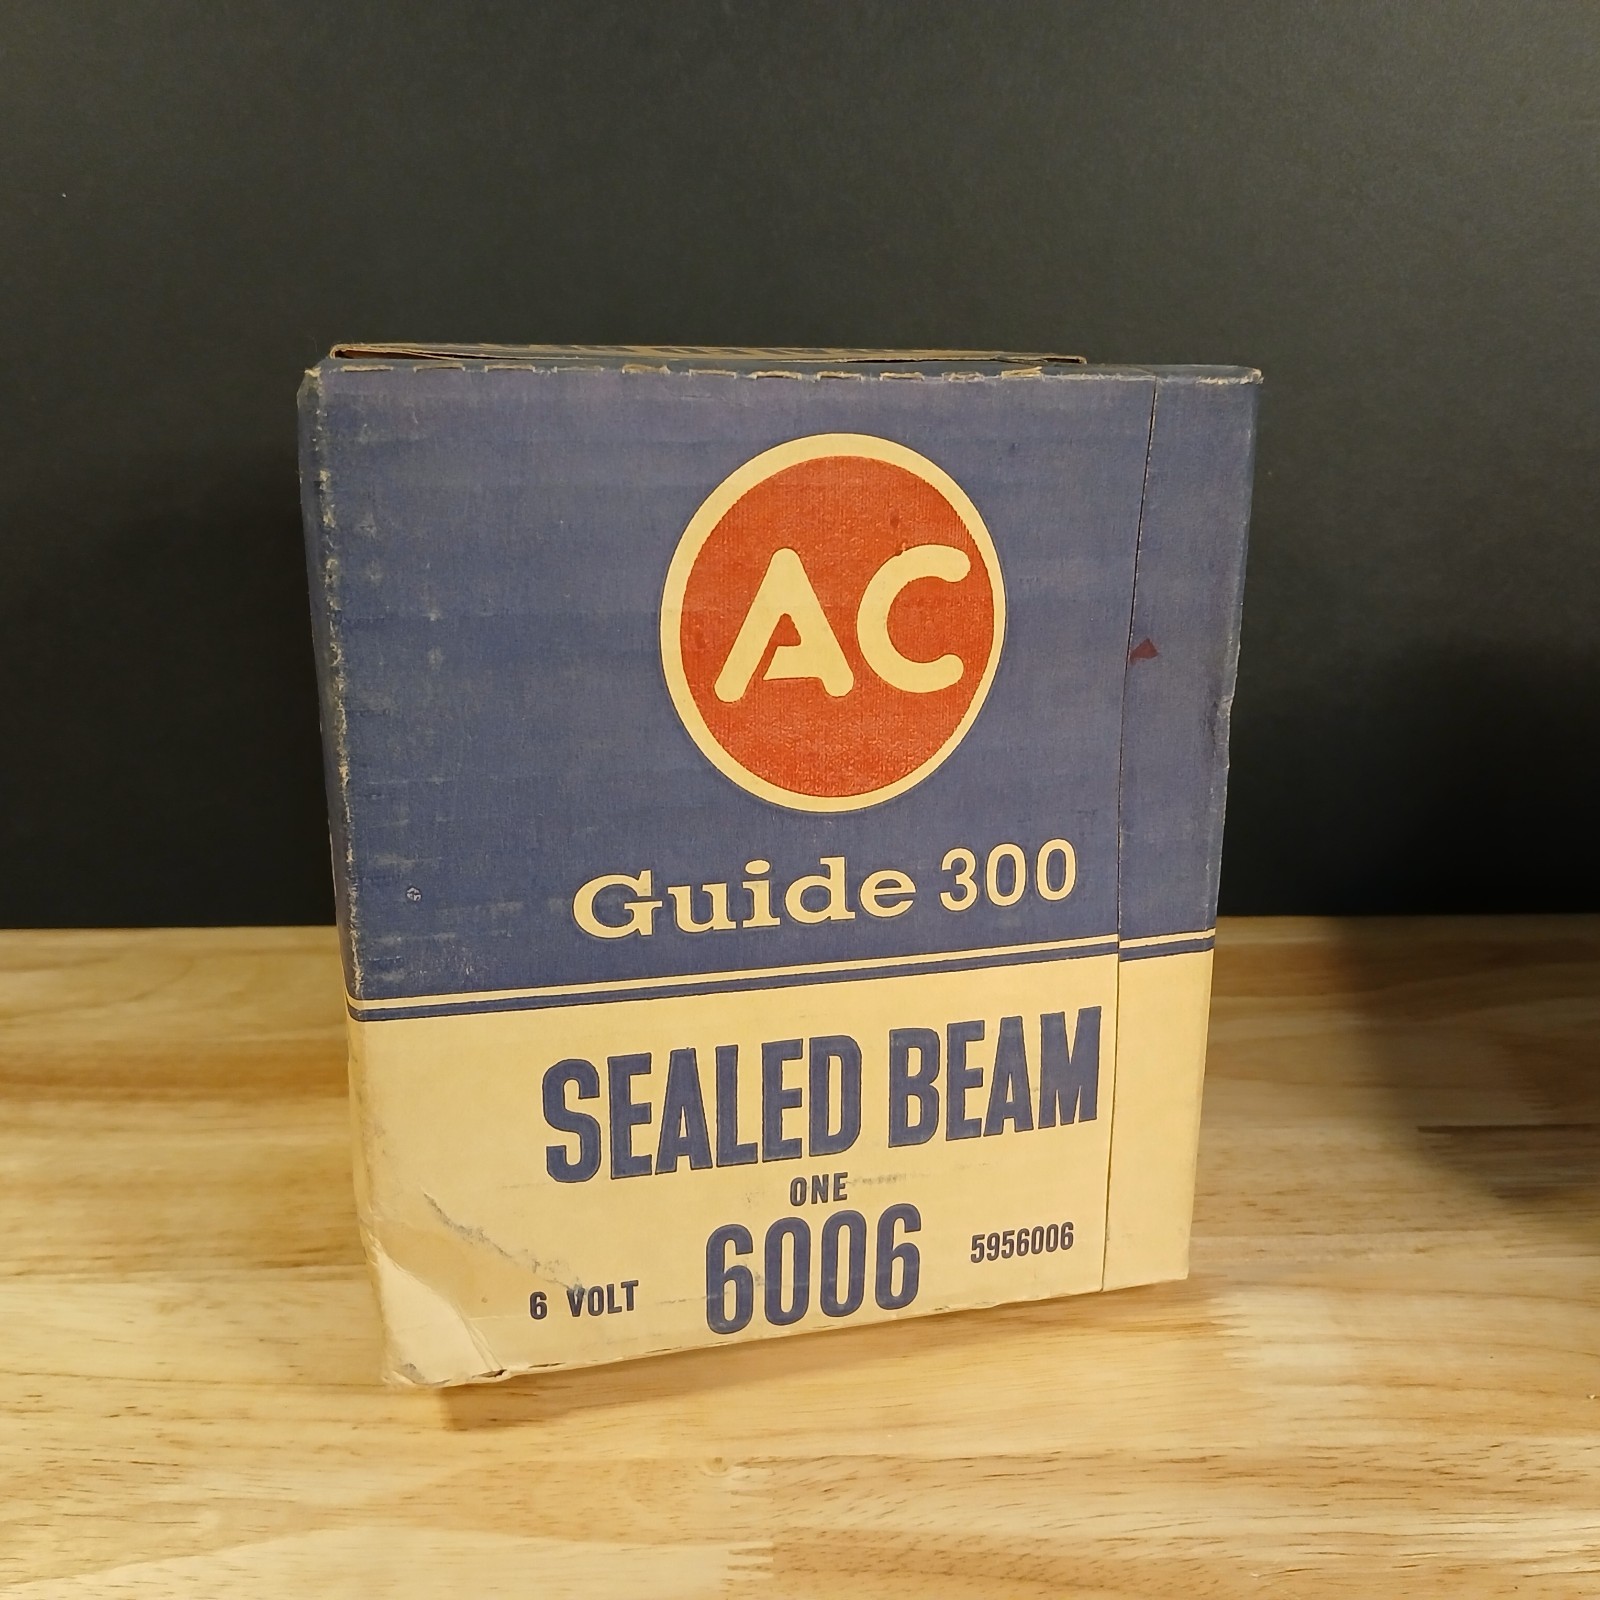 AC
Guide 300
SEALED BEAM
ONE
6 VOLT 6006 5956006